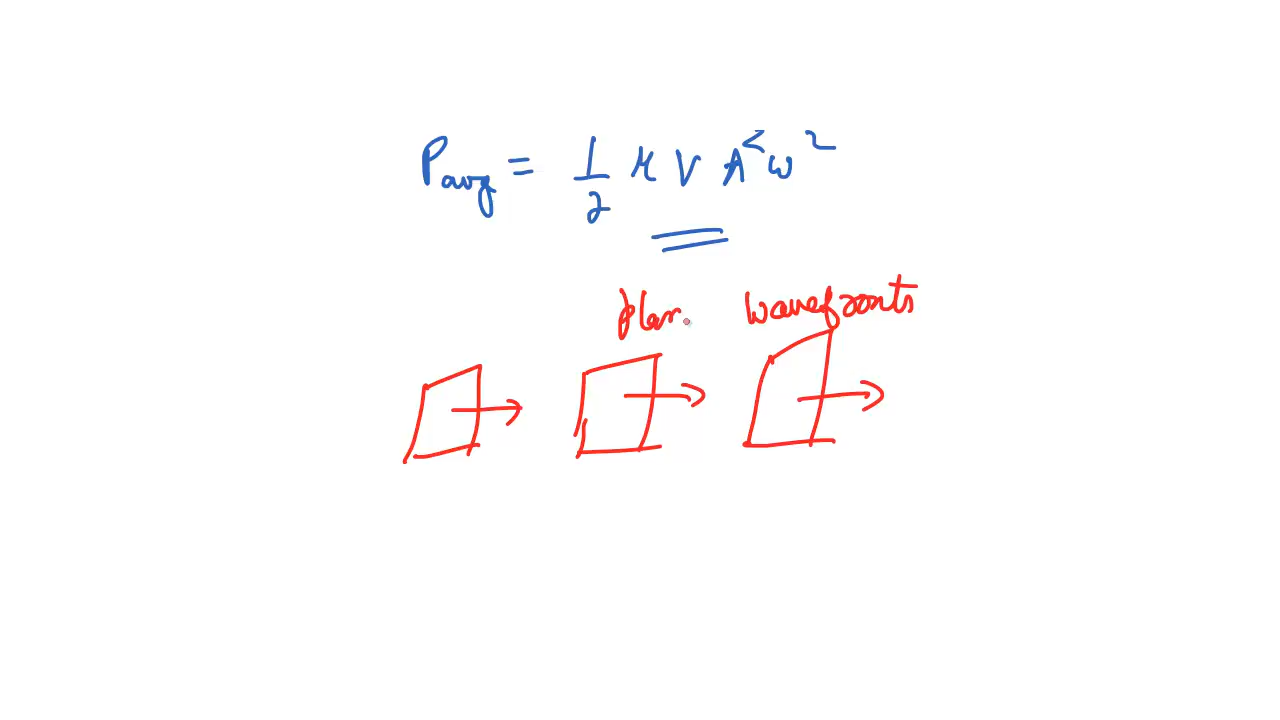 Pavg = 1/2 μ V A² ω²
plan wavefronts